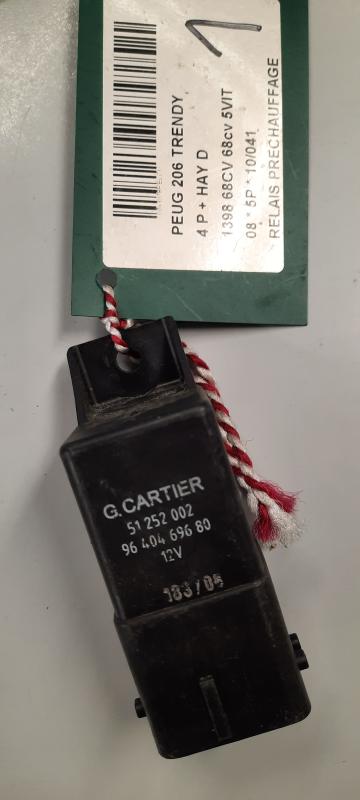 PEUG 206 TRENDY
4 P + HAY D
1398 68CV 68cv 5VIT
08 * 5P * 10/041
RELAIS PRECHAUFFAGE
G.CARTIER
51 252 002
96 404 696 80
12V